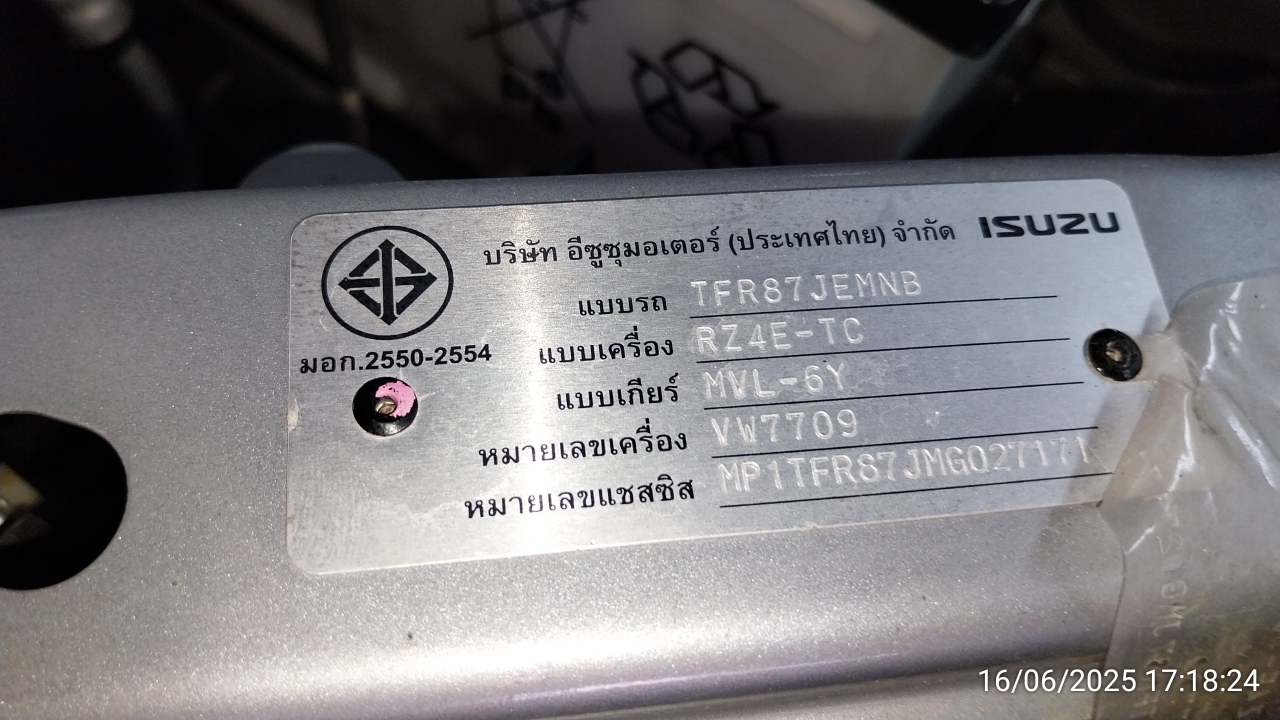 บริษัท อีซูซุมอเตอร์ (ประเทศไทย) จำกัด ISUZU
แบบรถ TFR87JEMNB
มอก.2550-2554
แบบเครื่อง RZ4E-TC
แบบเกียร์ MVL-6Y
หมายเลขเครื่อง VW7709
หมายเลขแชสซิส MP1TFR87JMG027171
16/06/2025 17:18:24